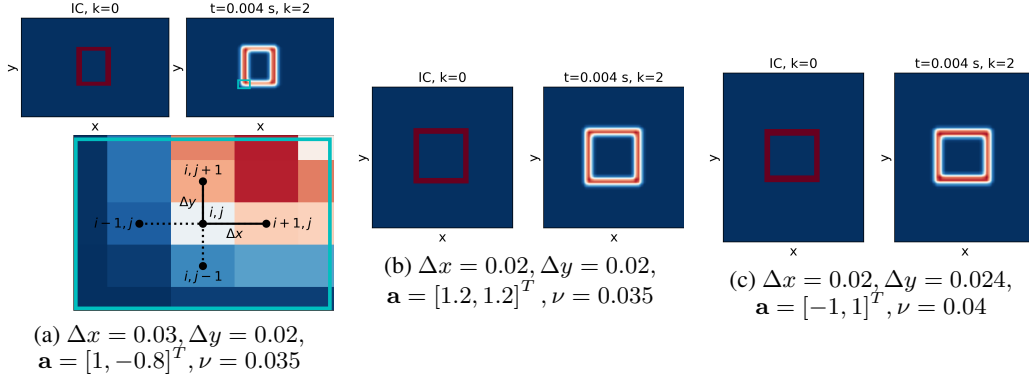 IC, k=0
t=0.004 s, k=2
y
y
x
x
i, j + 1
Δy
i, j
i − 1, j
i + 1, j
Δx
i, j − 1
(a) Δx = 0.03, Δy = 0.02,
a = [1, −0.8]^T, ν = 0.035
IC, k=0
t=0.004 s, k=2
y
y
x
x
(b) Δx = 0.02, Δy = 0.02,
a = [1.2, 1.2]^T, ν = 0.035
IC, k=0
t=0.004 s, k=2
y
y
x
x
(c) Δx = 0.02, Δy = 0.024,
a = [−1, 1]^T, ν = 0.04